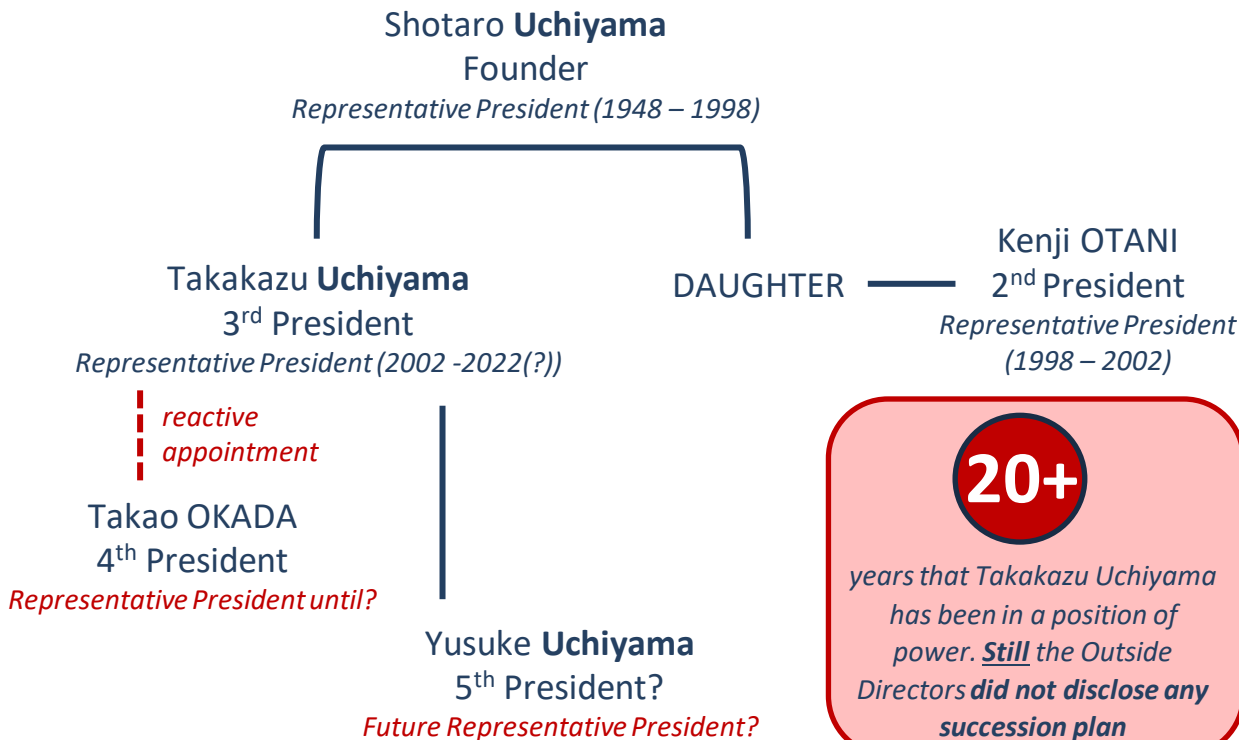 Shotaro Uchiyama
Founder
Representative President (1948 – 1998)
Takakazu Uchiyama
3rd President
Representative President (2002 -2022(?))
DAUGHTER
Kenji OTANI
2nd President
Representative President
(1998 – 2002)
reactive
appointment
Takao OKADA
4th President
Representative President until?
Yusuke Uchiyama
5th President?
Future Representative President?
20+
years that Takakazu Uchiyama
has been in a position of
power. Still the Outside
Directors did not disclose any
succession plan